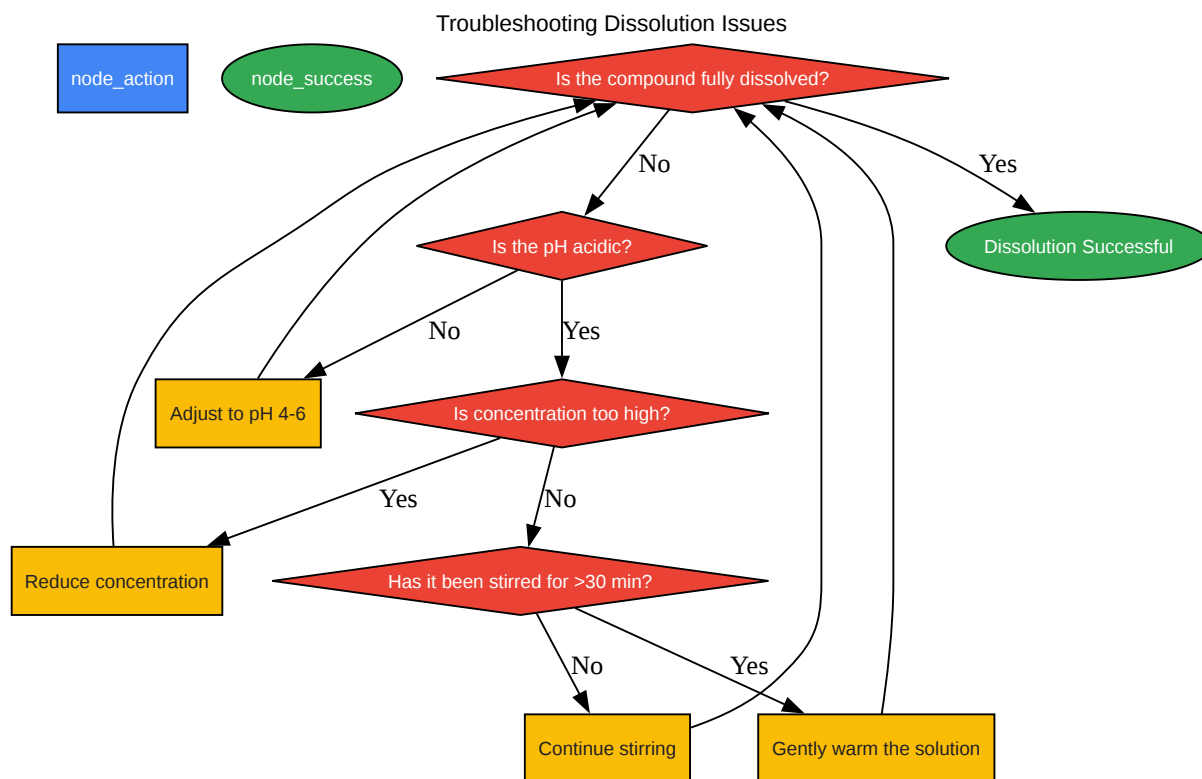 Troubleshooting Dissolution Issues
node_action
node_success
Is the compound fully dissolved?
No
Yes
Is the pH acidic?
Dissolution Successful
No
Yes
Adjust to pH 4-6
Is concentration too high?
Yes
No
Reduce concentration
Has it been stirred for >30 min?
No
Yes
Continue stirring
Gently warm the solution